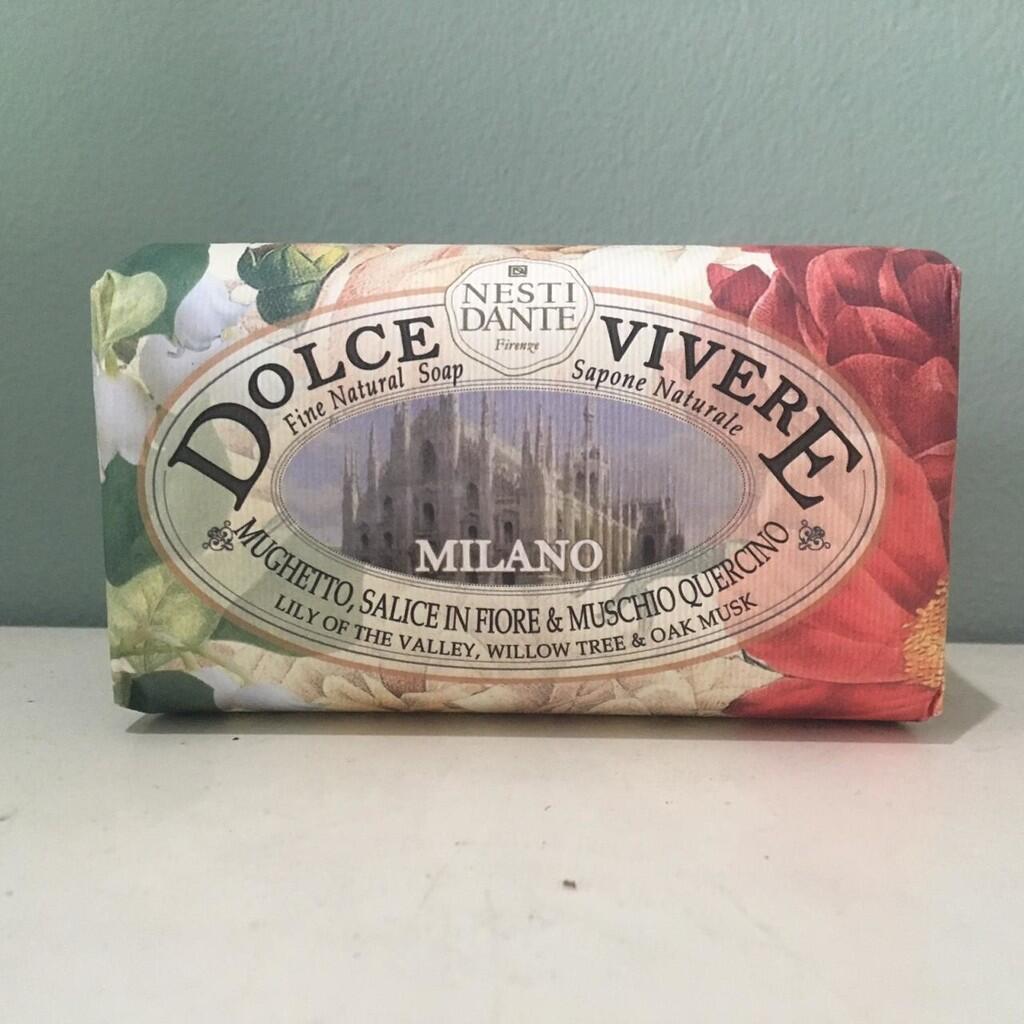 NESTI
DANTE
Firenze
DOLCE VIVERE
Fine Natural Soap Sapone Naturale
MILANO
MUGHETTO, SALICE IN FIORE & MUSCHIO QUERCINO
LILY OF THE VALLEY, WILLOW TREE & OAK MUSK